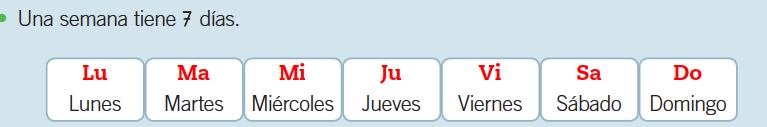 Una semana tiene 7 días.
Lu Ma Mi Ju Vi Sa Do
Lunes Martes Miércoles Jueves Viernes Sábado Domingo